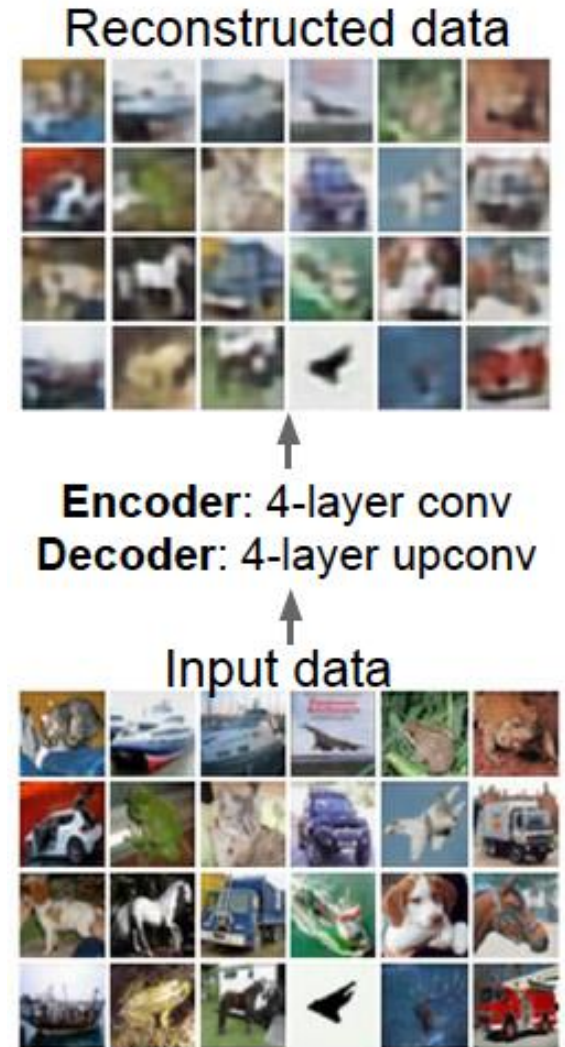 Reconstructed data
Encoder: 4-layer conv
Decoder: 4-layer upconv
Input data